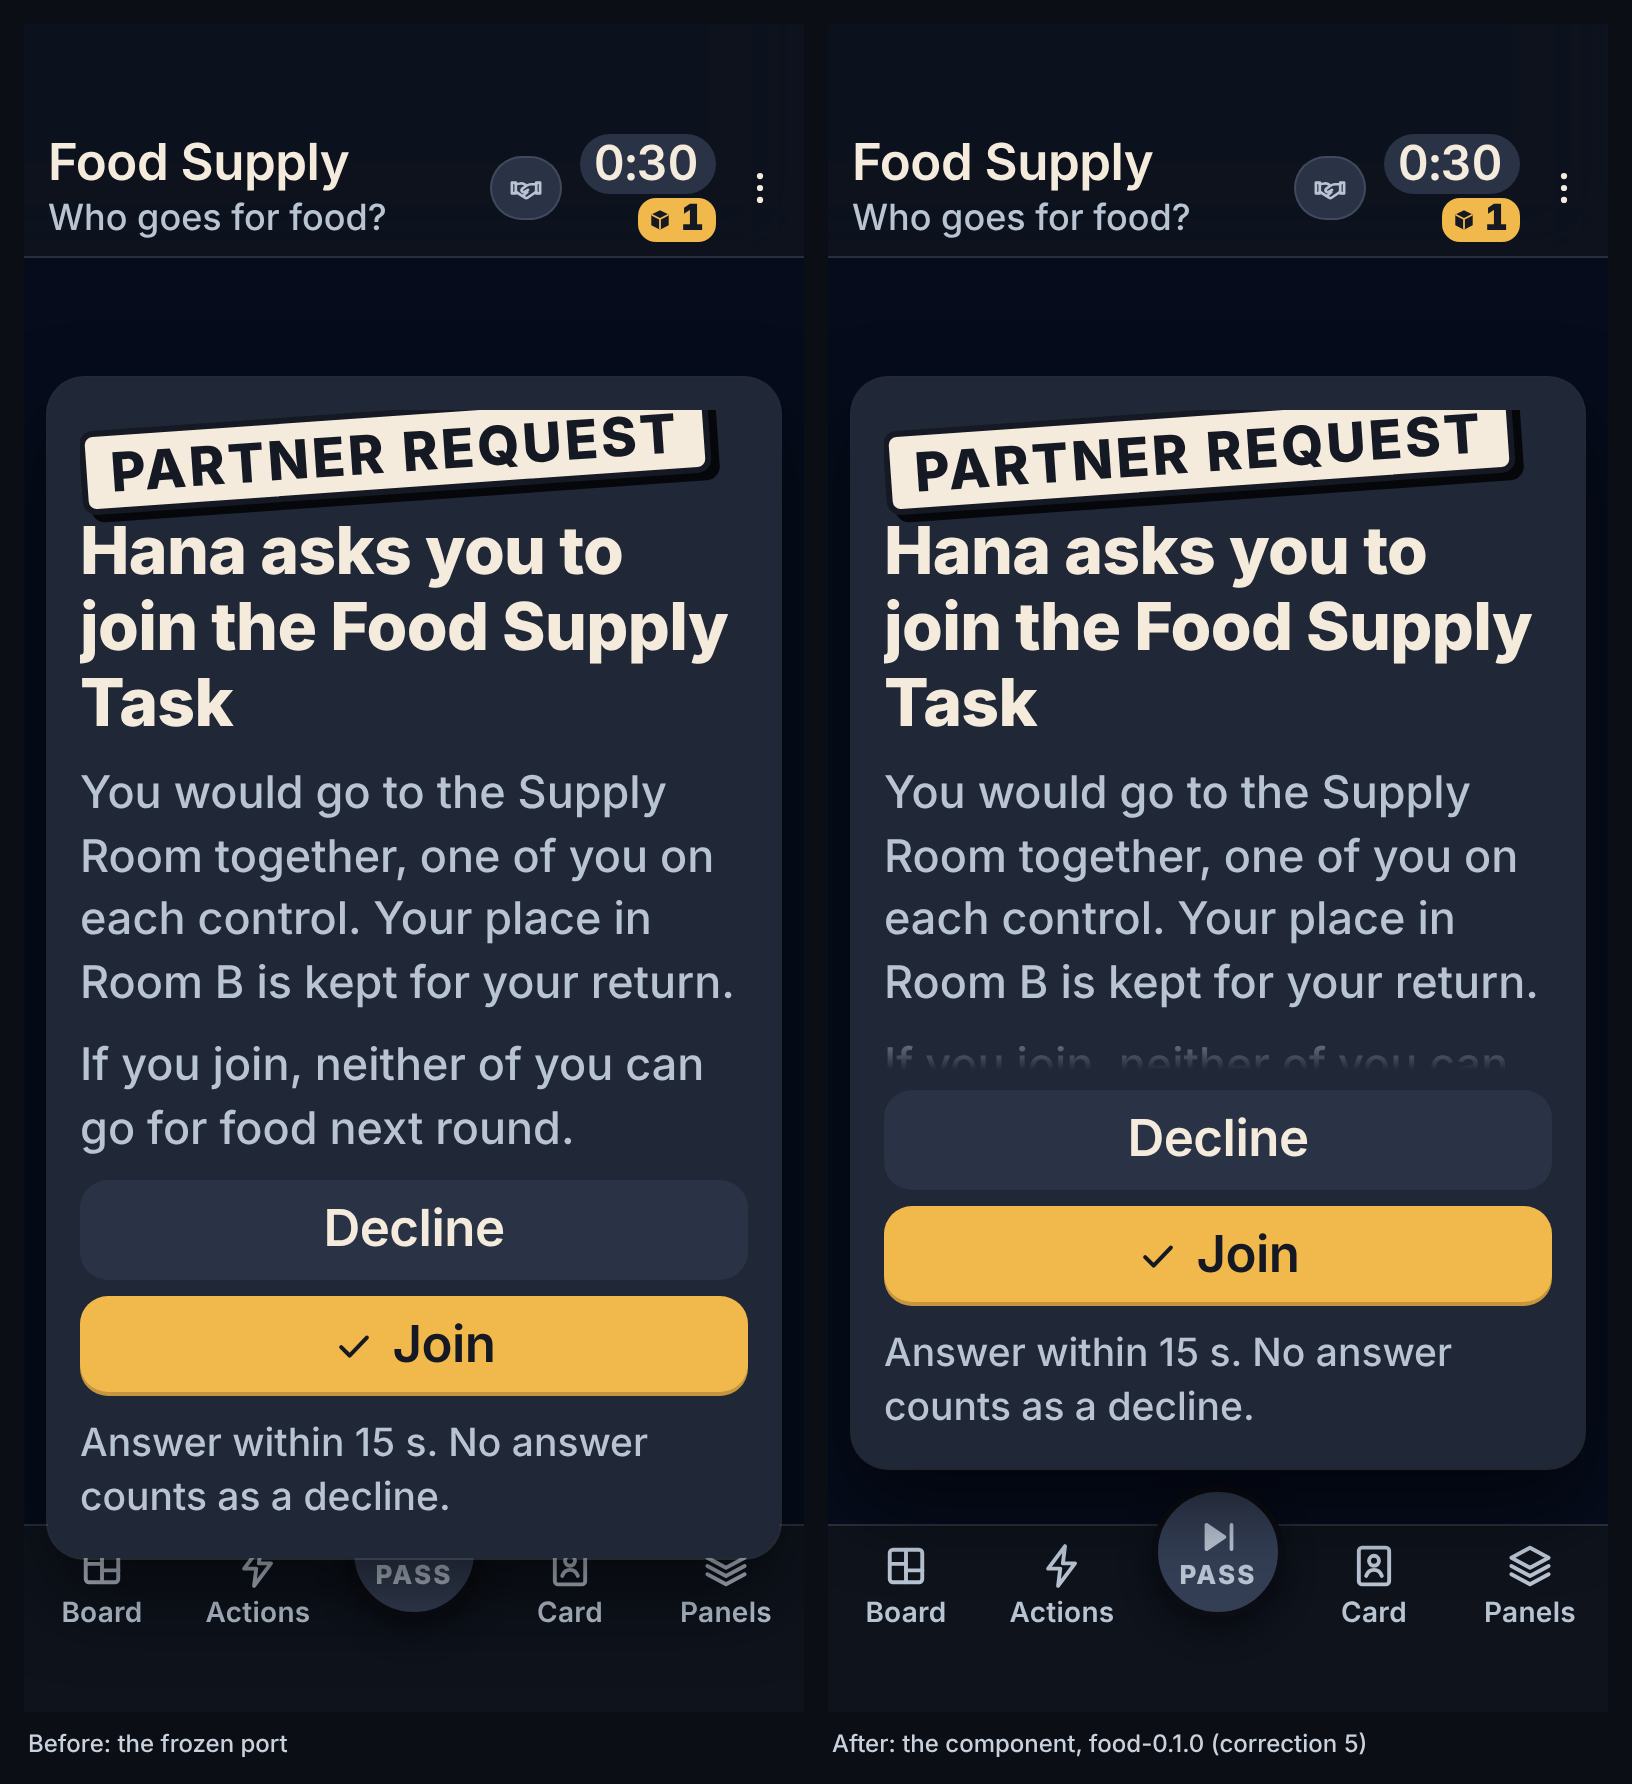 Food Supply
Who goes for food?
0:30
1
PARTNER REQUEST
Hana asks you to
join the Food Supply
Task
You would go to the Supply
Room together, one of you on
each control. Your place in
Room B is kept for your return.
If you join, neither of you can
go for food next round.
Decline
Join
Answer within 15 s. No answer
counts as a decline.
Board
Actions
PASS
Card
Panels
Before: the frozen port
Food Supply
Who goes for food?
0:30
1
PARTNER REQUEST
Hana asks you to
join the Food Supply
Task
You would go to the Supply
Room together, one of you on
each control. Your place in
Room B is kept for your return.
If you join, neither of you can
Decline
Join
Answer within 15 s. No answer
counts as a decline.
Board
Actions
PASS
Card
Panels
After: the component, food-0.1.0 (correction 5)